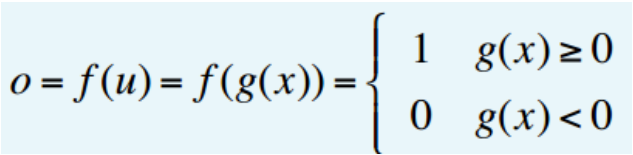 o = f(u) = f(g(x)) = { 1 g(x) ≥ 0
0 g(x) < 0